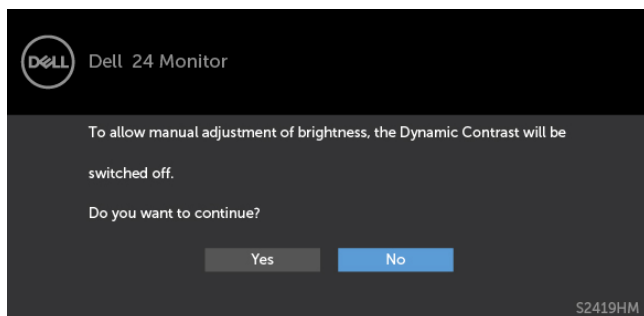 DELL
Dell 24 Monitor
To allow manual adjustment of brightness, the Dynamic Contrast will be
switched off.
Do you want to continue?
Yes No
S2419HM